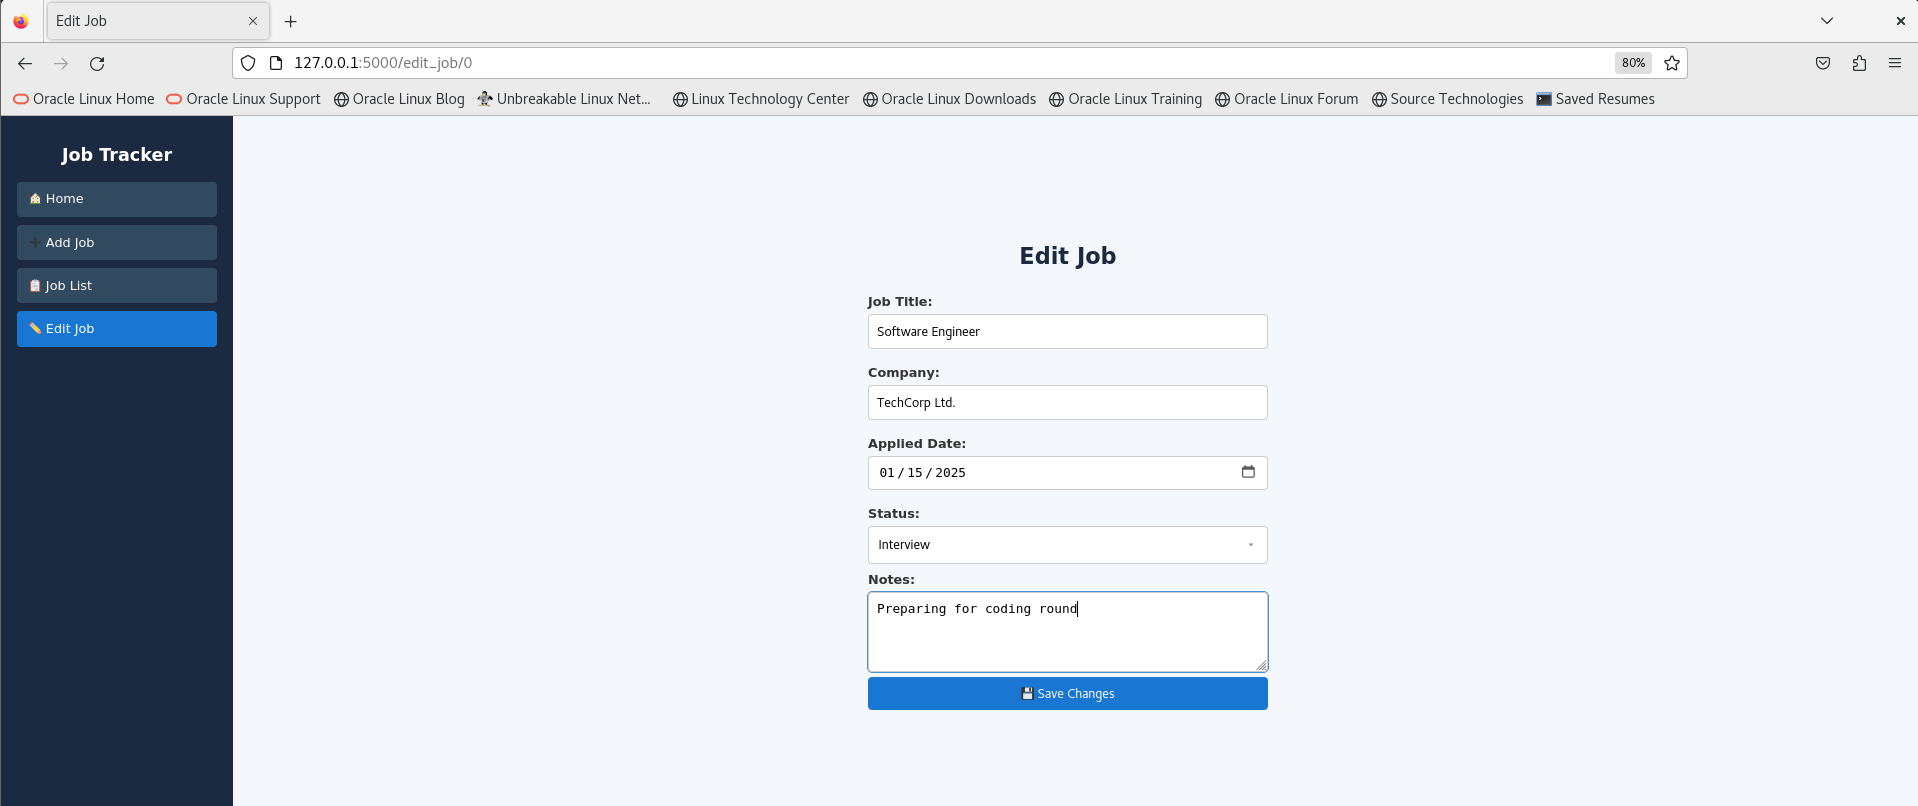 Edit Job
127.0.0.1:5000/edit_job/0
80%
Oracle Linux Home Oracle Linux Support Oracle Linux Blog Unbreakable Linux Net... Linux Technology Center Oracle Linux Downloads Oracle Linux Training Oracle Linux Forum Source Technologies Saved Resumes
Job Tracker
Home
Add Job
Job List
Edit Job
Edit Job
Job Title:
Software Engineer
Company:
TechCorp Ltd.
Applied Date:
01/15/2025
Status:
Interview
Notes:
Preparing for coding round
Save Changes